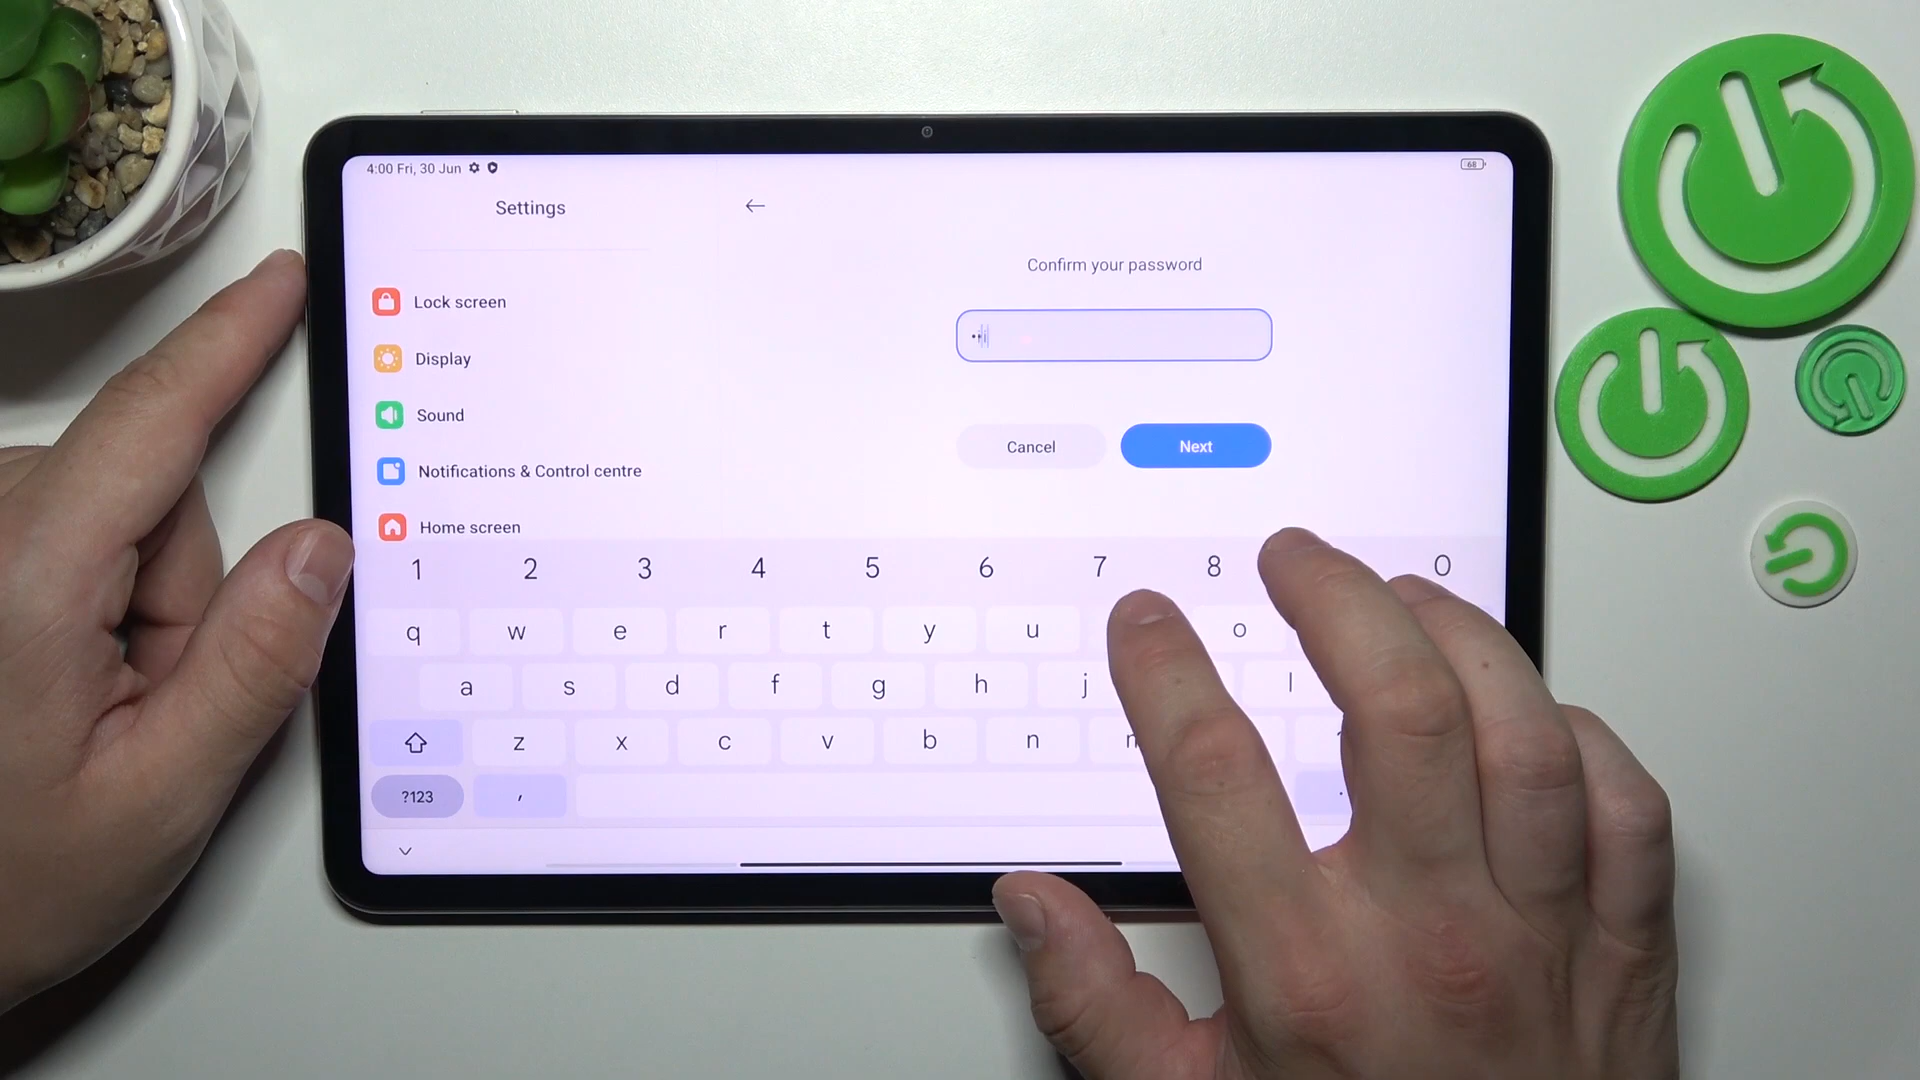 4:00 Fri, 30 Jun
68
Settings
Confirm your password
Lock screen
Display
Sound
Notifications & Control centre
Home screen
Cancel
Next
1 2 3 4 5 6 7 8 0
q w e r t y u o
a s d f g h j l
z x c v b n
?123 , .